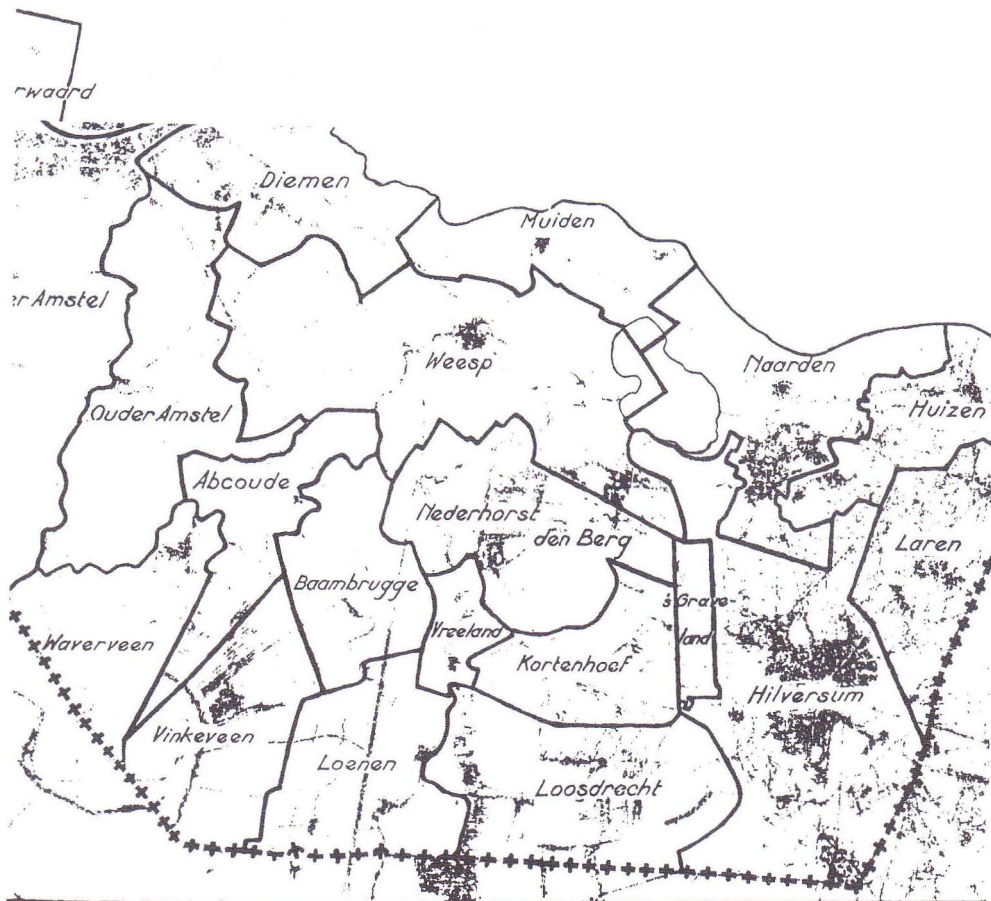 rwaard
Diemen
Muiden
er Amstel
Weesp
Naarden
Huizen
Ouder Amstel
Abcoude
Nederhorst
den Berg
Laren
Baambrugge
's Grave-
land
Vreeland
Waverveen
Kortenhoef
Hilversum
Vinkeveen
Loenen
Loosdrecht